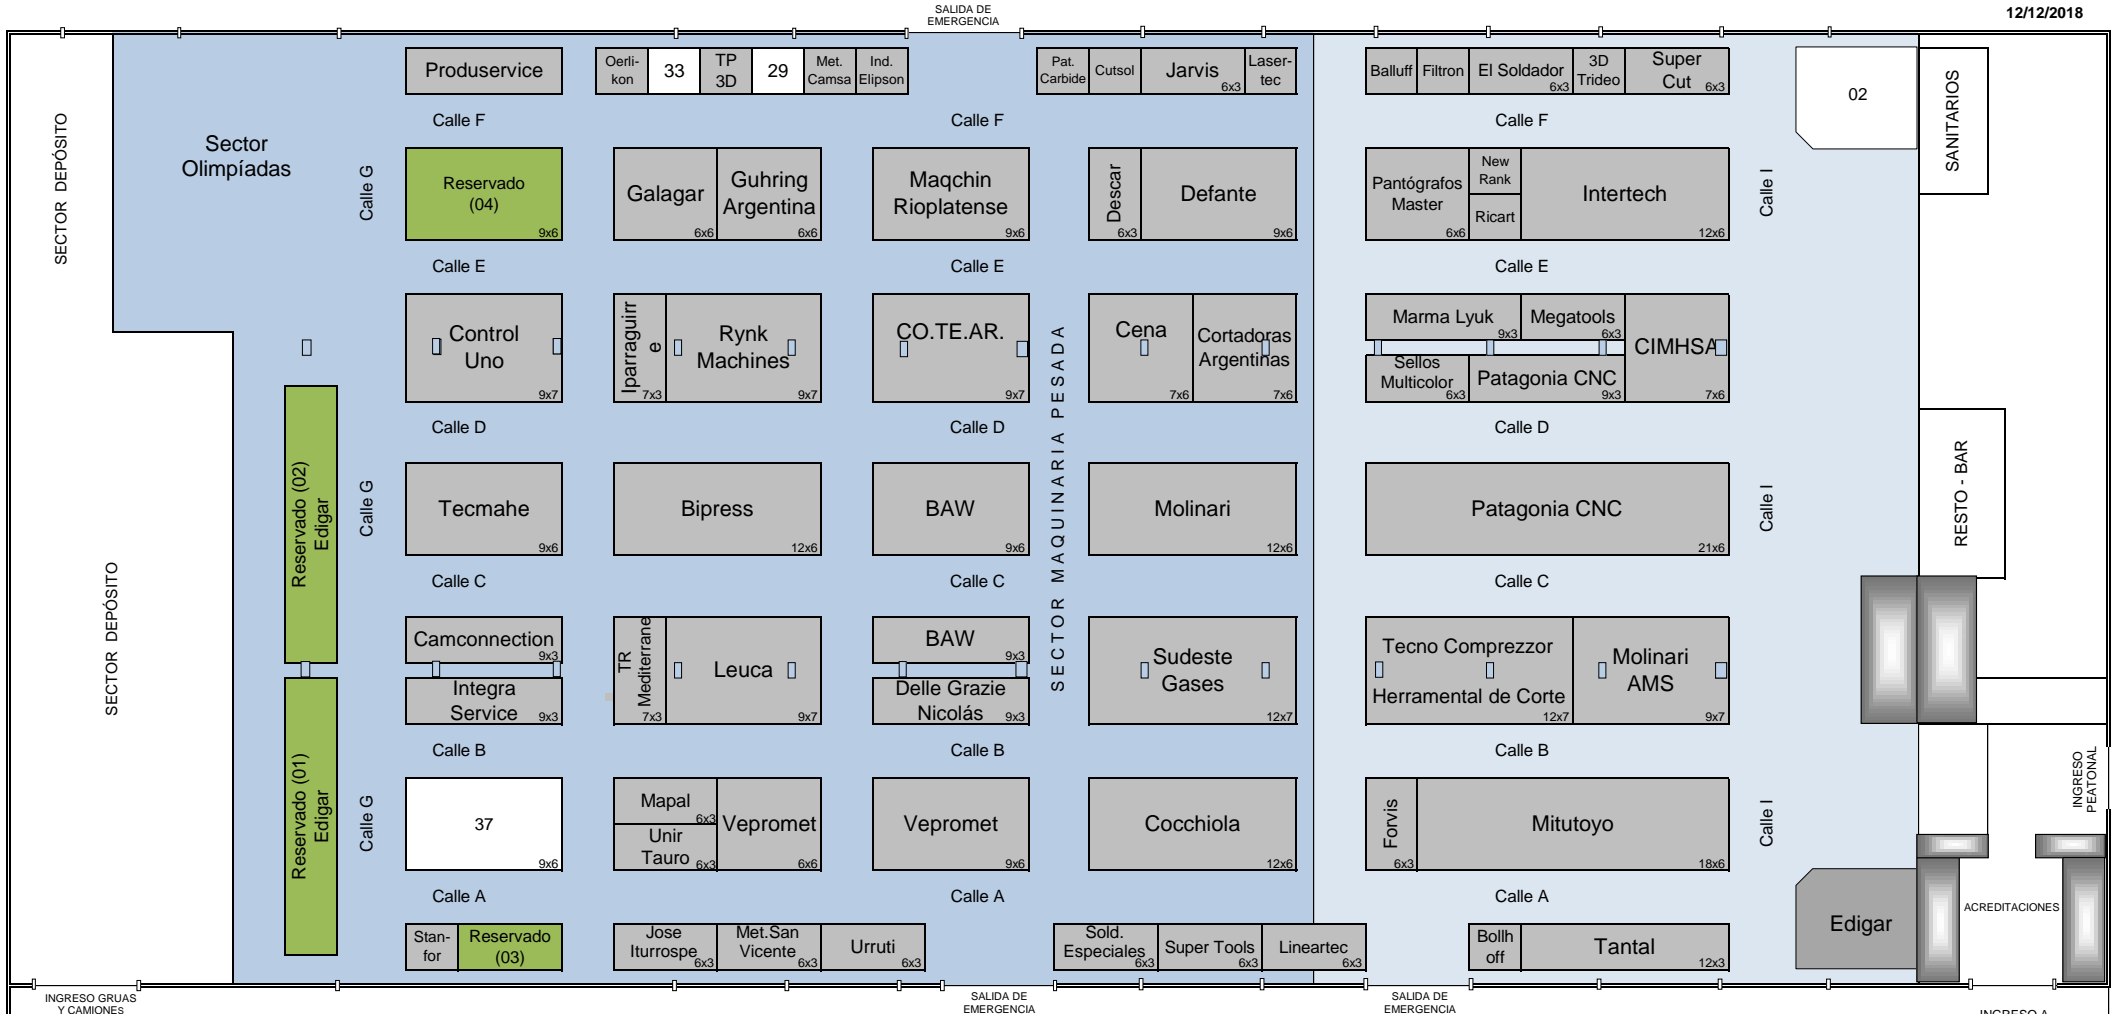 12/12/2018
SALIDA DE
EMERGENCIA
Produservice
Oerli-
kon
33
TP
3D
29
Met.
Camsa
Ind.
Elipson
Pat.
Carbide
Cutsol
Jarvis
6x3
Laser-
tec
Balluff
Filtron
El Soldador
6x3
3D
Trideo
Super
Cut
6x3
02
SANITARIOS
SECTOR DEPÓSITO
Sector
Olimpíadas
Calle F
Calle F
Calle F
Calle G
Reservado
(04)
9x6
Galagar
6x6
Guhring
Argentina
6x6
Maqchin
Rioplatense
9x6
Descar
6x3
Defante
9x6
Pantógrafos
Master
6x6
New
Rank
Ricart
Intertech
12x6
Calle I
Calle E
Calle E
Calle E
Control
Uno
9x7
Iparraguirr
e
7x3
Rynk
Machines
9x7
CO.TE.AR.
9x7
SECTOR MAQUINARIA PESADA
Cena
7x6
Cortadoras
Argentinas
7x6
Marma Lyuk
9x3
Megatools
6x3
CIMHSA
7x6
Sellos
Multicolor
6x3
Patagonia CNC
9x3
Calle D
Calle D
Calle D
Reservado (02)
Edigar
Calle G
Tecmahe
9x6
Bipress
12x6
BAW
9x6
Molinari
12x6
Patagonia CNC
21x6
Calle I
RESTO - BAR
SECTOR DEPÓSITO
Calle C
Calle C
Calle C
Camconnection
9x3
Integra
Service
9x3
TR
Mediterrane
7x3
Leuca
9x7
BAW
9x3
Delle Grazie
Nicolás
9x3
Sudeste
Gases
12x7
Tecno Comprezzor
Herramental de Corte
12x7
Molinari
AMS
9x7
Calle B
Calle B
Calle B
Reservado (01)
Edigar
Calle G
37
9x6
Mapal
6x3
Unir
Tauro
6x3
Vepromet
6x6
Vepromet
9x6
Cocchiola
12x6
Forvis
6x3
Mitutoyo
18x6
Calle I
INGRESO
PEATONAL
Calle A
Calle A
Calle A
Stan-
for
Reservado
(03)
Jose
Iturrospe
6x3
Met.San
Vicente
6x3
Urruti
6x3
Sold.
Especiales
6x3
Super Tools
6x3
Lineartec
6x3
Bollh
off
Tantal
12x3
Edigar
ACREDITACIONES
INGRESO GRUAS
Y CAMIONES
SALIDA DE
EMERGENCIA
SALIDA DE
EMERGENCIA
INGRESO A